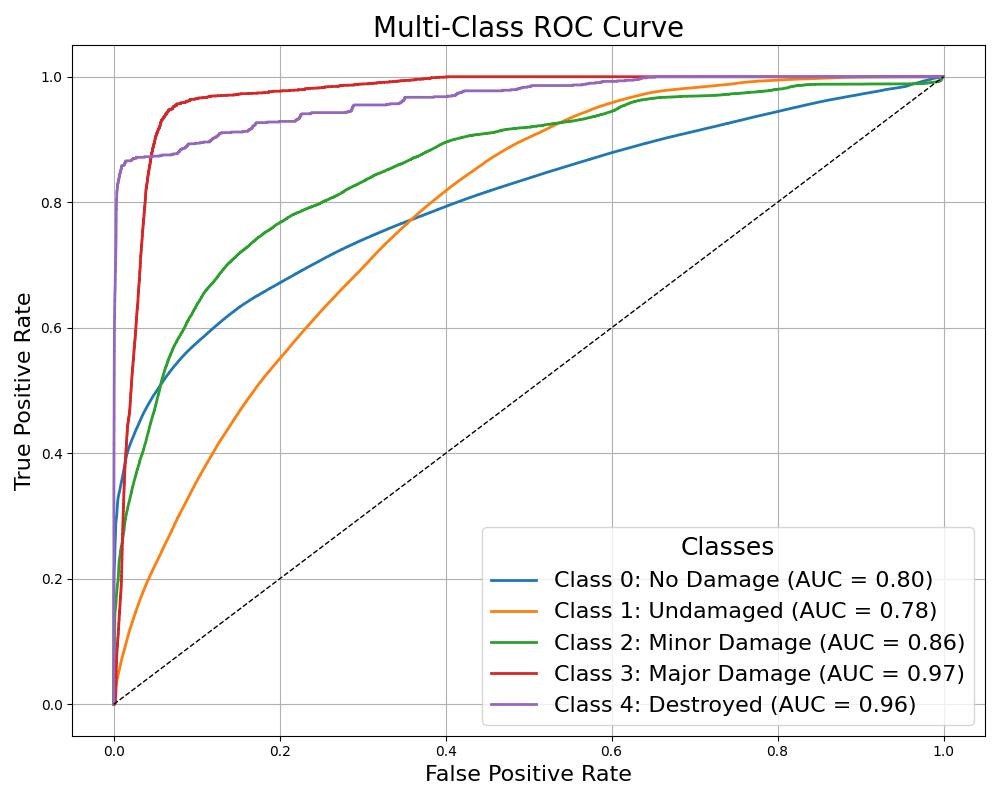 Multi-Class ROC Curve
True Positive Rate
1.0
0.8
0.6
0.4
0.2
0.0
Classes
Class 0: No Damage (AUC = 0.80)
Class 1: Undamaged (AUC = 0.78)
Class 2: Minor Damage (AUC = 0.86)
Class 3: Major Damage (AUC = 0.97)
Class 4: Destroyed (AUC = 0.96)
0.0 0.2 0.4 0.6 0.8 1.0
False Positive Rate